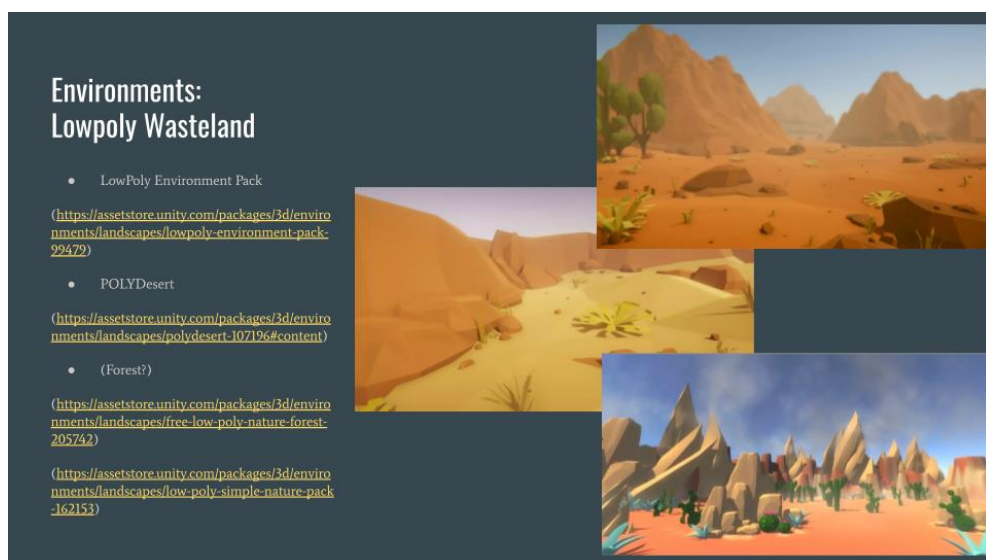 Environments:
Lowpoly Wasteland
● LowPoly Environment Pack
(https://assetstore.unity.com/packages/3d/enviro
nments/landscapes/lowpoly-environment-pack-
99479)
● POLYDesert
(https://assetstore.unity.com/packages/3d/enviro
nments/landscapes/polydesert-107196#content)
● (Forest?)
(https://assetstore.unity.com/packages/3d/enviro
nments/landscapes/free-low-poly-nature-forest-
205742)
(https://assetstore.unity.com/packages/3d/enviro
nments/landscapes/low-poly-simple-nature-pack
-162153)